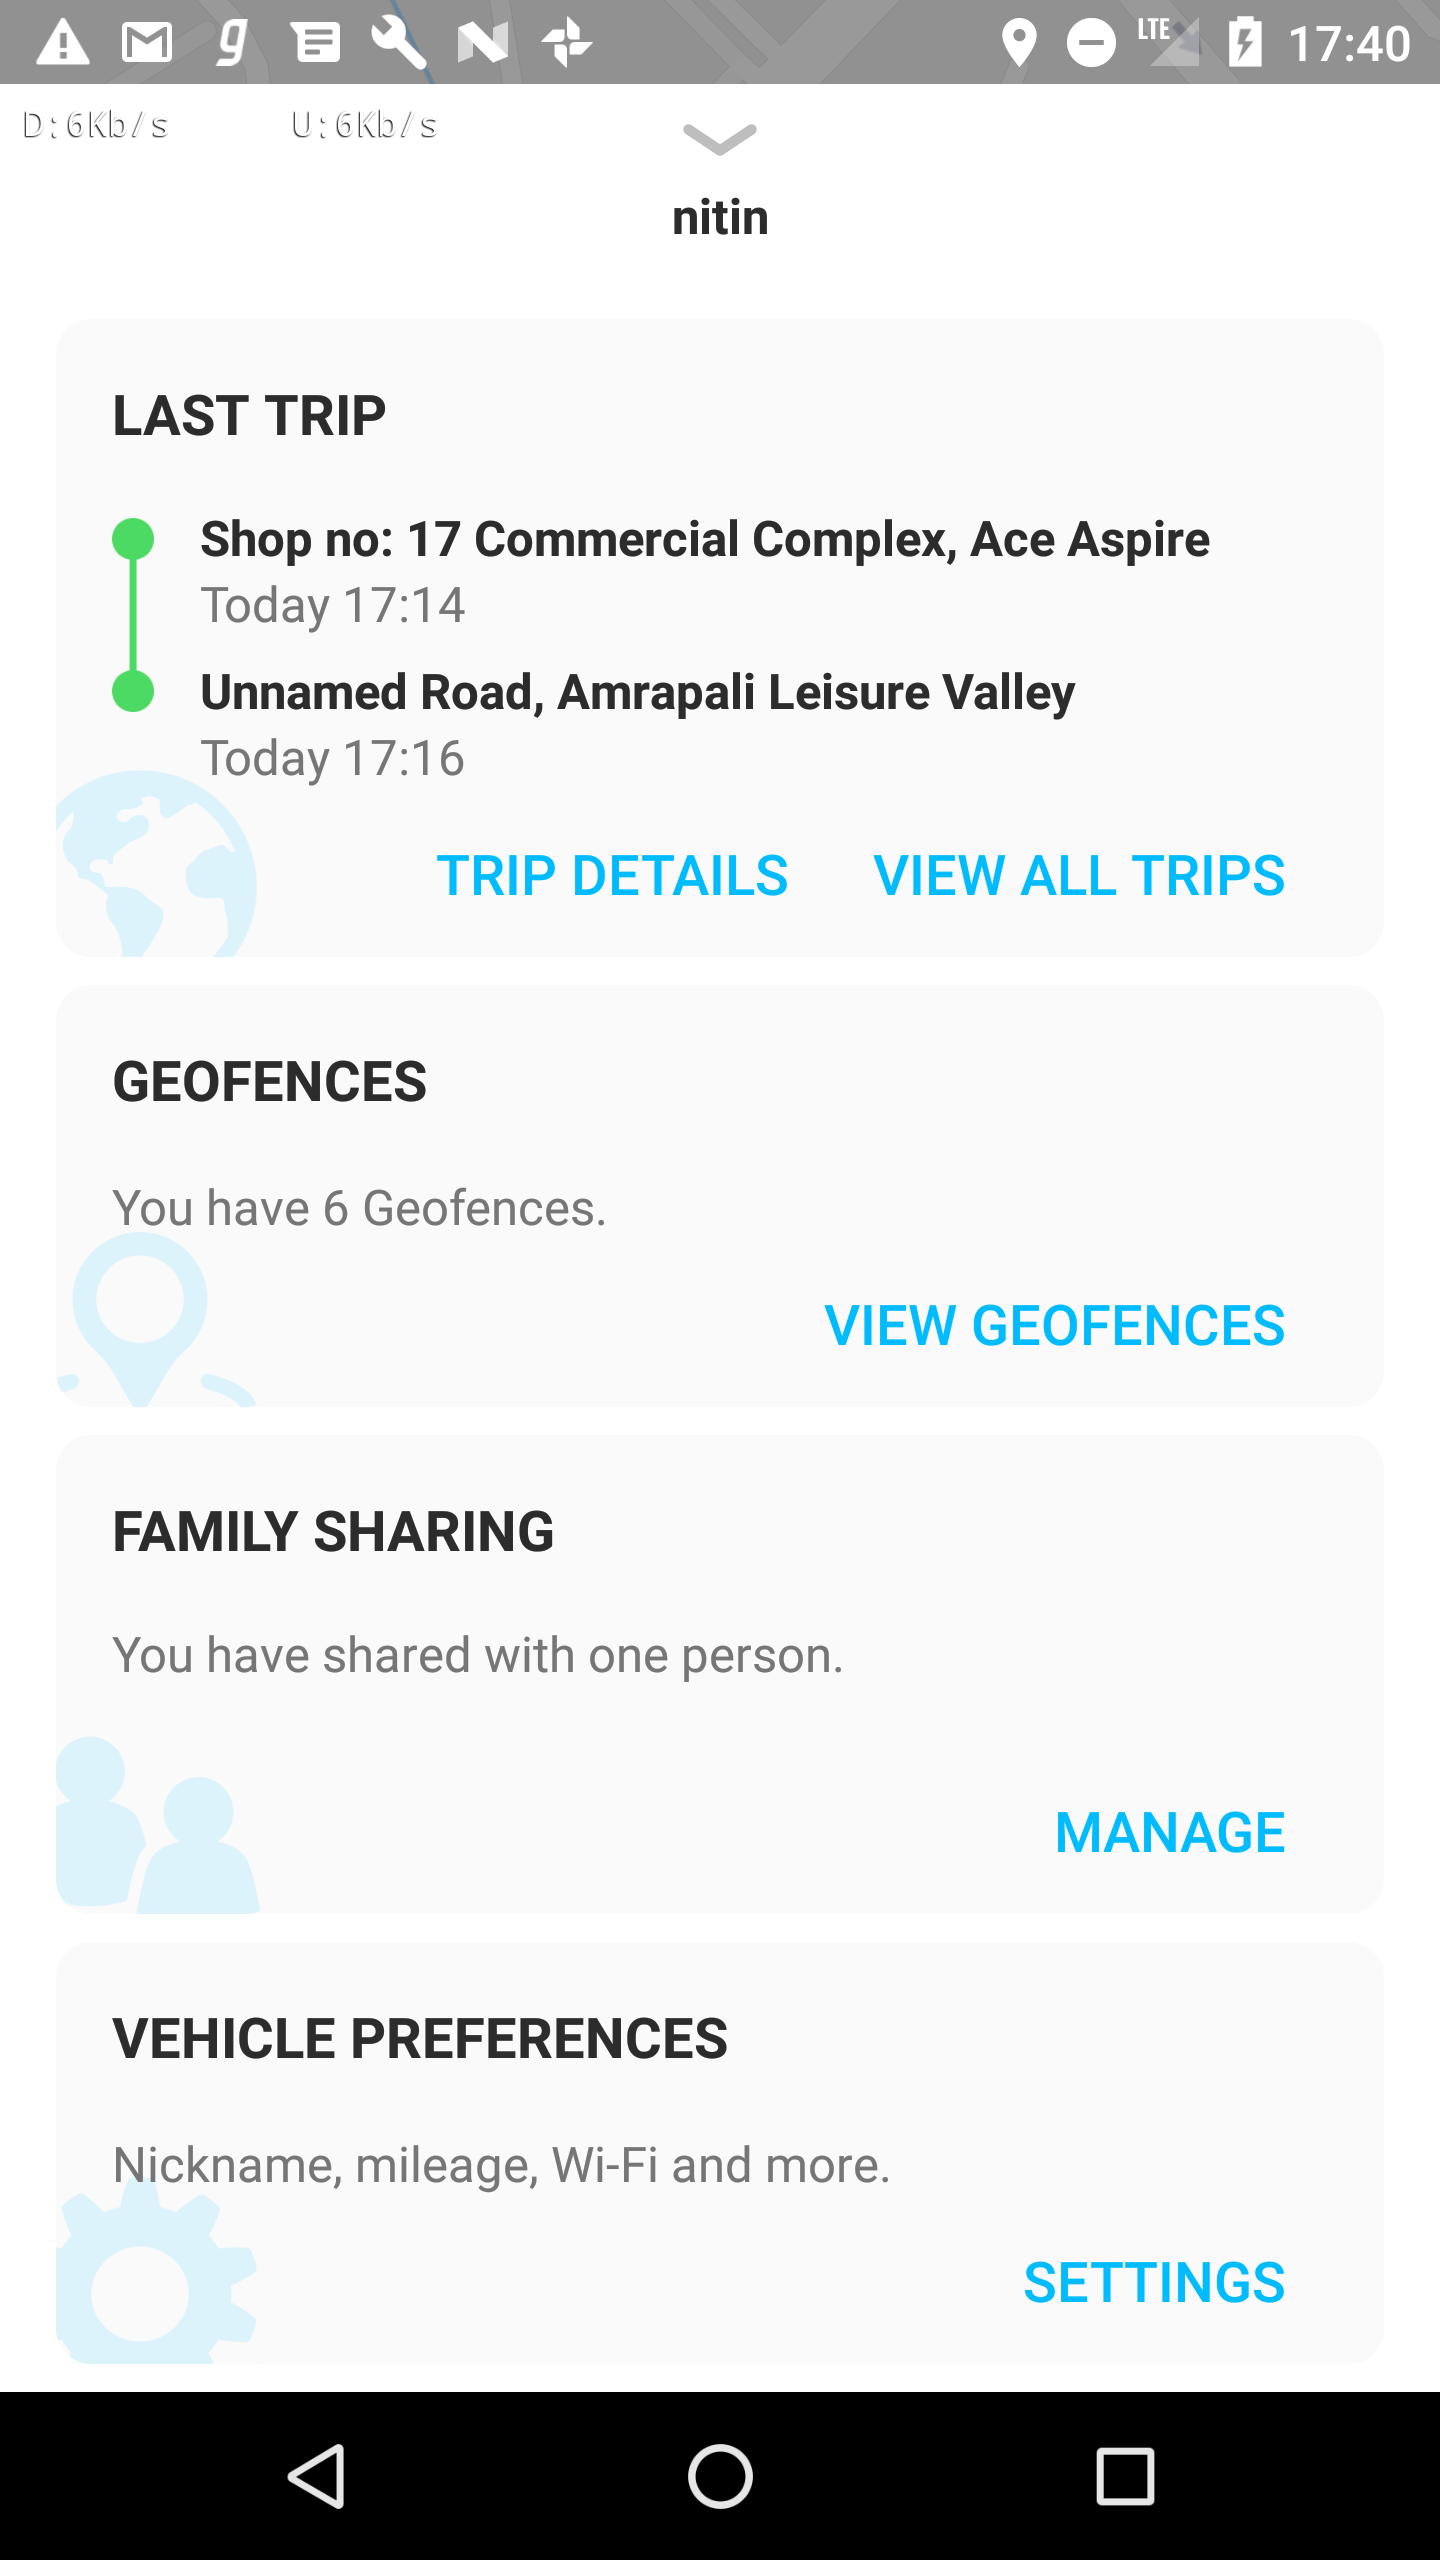 LTE 17:40
D:6Kb/s U:6Kb/s
nitin
LAST TRIP
Shop no: 17 Commercial Complex, Ace Aspire
Today 17:14
Unnamed Road, Amrapali Leisure Valley
Today 17:16
TRIP DETAILS VIEW ALL TRIPS
GEOFENCES
You have 6 Geofences.
VIEW GEOFENCES
FAMILY SHARING
You have shared with one person.
MANAGE
VEHICLE PREFERENCES
Nickname, mileage, Wi-Fi and more.
SETTINGS